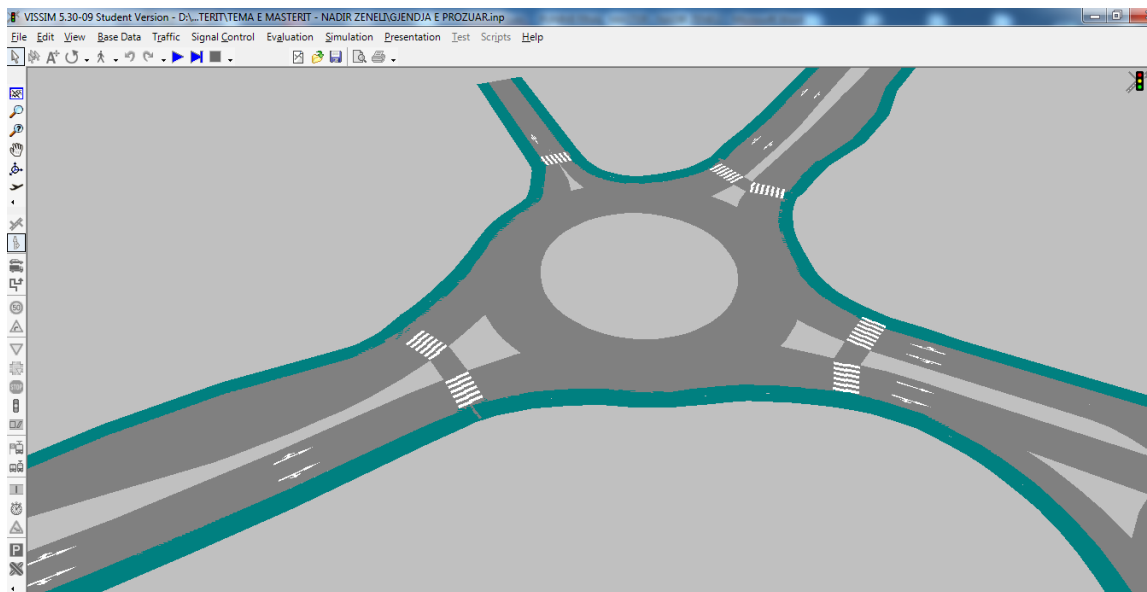 VISSIM 5.30-09 Student Version - D:\...TERIT\TEMA E MASTERIT - NADIR ZENELI\GJENDJA E PROZUAR.inp
File Edit View Base Data Traffic Signal Control Evaluation Simulation Presentation Test Scripts Help